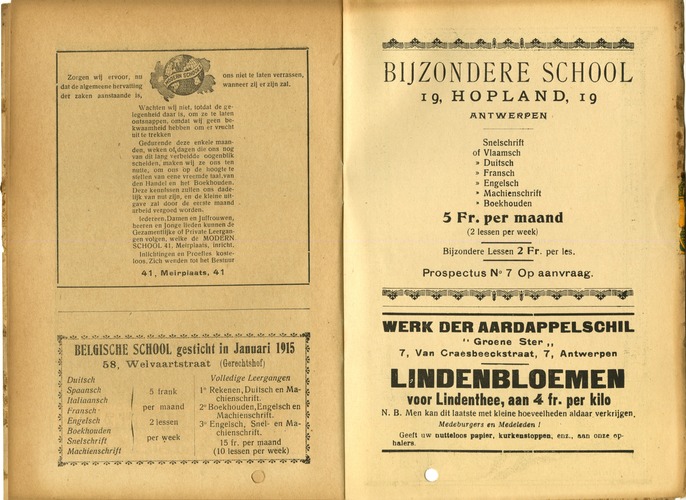 MODERN SCHOOL
Zorgen wij ervoor, nu ons niet te laten verrassen,
dat de algemeene hervatting wanneer zij er zijn zal.
der zaken aanstaande is,
Wachten wij niet, totdat de ge-
legenheid daar is, om ze te laten
ontsnappen, omdat wij geen be-
kwaamheid hebben om er vrucht
uit te trekken
Gedurende deze enkele maan-
den, weken of dagen die ons nog
van dit lang verbeidde oogenblik
scheiden, maken wij ze ons ten
nutte, om ons op de hoogte te
stellen van eene vreemde taal, van
den Handel en het Boekhouden.
Deze kennissen zullen ons dade-
lijk van nut zijn, en de kleine uit-
gave zal door de eerste maand
arbeid vergoed worden.
Iedereen, Damen en Juffrouwen,
heeren en Jonge lieden kunnen de
Gezamentlijke of Private Leergan-
gen volgen, welke de MODERN
SCHOOL 41, Meirplaats, inricht.
Inlichtingen en Proefles koste-
loos. Zich wenden tot het Bestuur
41, Meirplaats, 41
BELGISCHE SCHOOL gesticht in Januari 1915
58, Welvaartstraat (Gerechtshof)
Duitsch
Spaansch
Italiaansch
Fransch
Engelsch
Boekhouden
Snelschrift
Machienschrift
5 frank
per maand
2 lessen
per week
Volledige Leergangen
1° Rekenen, Duitsch en Ma-
chienschrift.
2° Boekhouden, Engelsch en
Machienschrift.
3° Engelsch, Snel- en Ma-
chienschrift.
15 fr. per maand
(10 lessen per week)
BIJZONDERE SCHOOL
19, HOPLAND, 19
ANTWERPEN
Snelschrift
of Vlaamsch
» Duitsch
» Fransch
» Engelsch
» Machienschrift
» Boekhouden
5 Fr. per maand
(2 lessen per week)
Bijzondere Lessen 2 Fr. per les.
Prospectus No 7 Op aanvraag.
WERK DER AARDAPPELSCHIL
" Groene Ster „
7, Van Craesbeeckstraat, 7, Antwerpen
LINDENBLOEMEN
voor Lindenthee, aan 4 fr. per kilo
N. B. Men kan dit laatste met kleine hoeveelheden aldaar verkrijgen,
Medeburgers en Medeleden !
Geeft uw nutteloos papier, kurkenstoppen, enz., aan onze op-
halers.